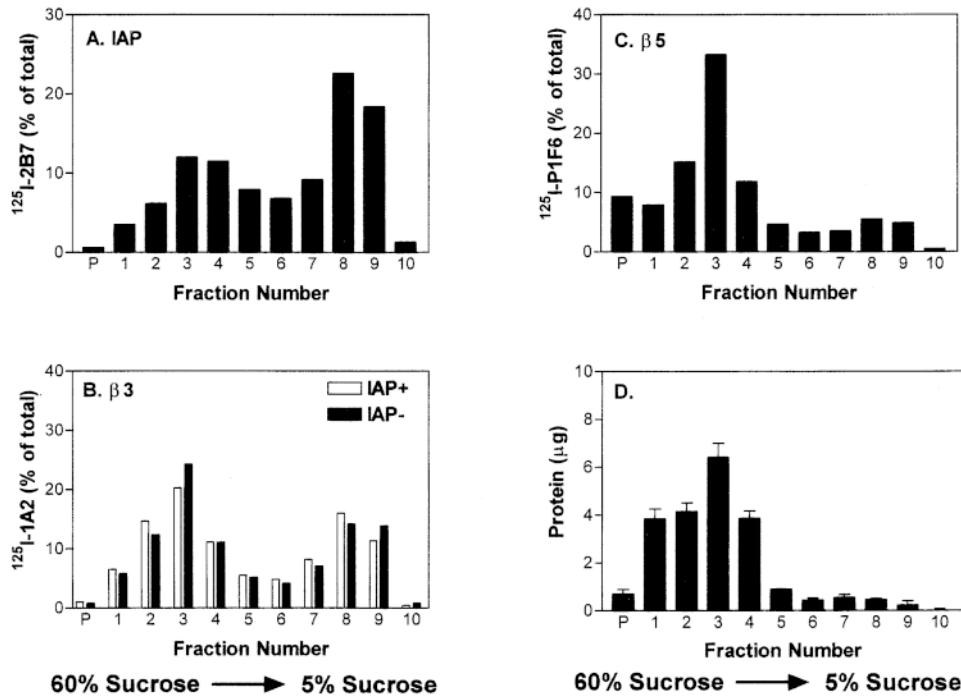 A. IAP
¹²⁵I-2B7 (% of total)
30
20
10
0
P 1 2 3 4 5 6 7 8 9 10
Fraction Number
C. β5
¹²⁵I-P1F6 (% of total)
40
30
20
10
0
P 1 2 3 4 5 6 7 8 9 10
Fraction Number
B. β3
IAP+
IAP-
¹²⁵I-1A2 (% of total)
40
30
20
10
0
P 1 2 3 4 5 6 7 8 9 10
Fraction Number
60% Sucrose → 5% Sucrose
D.
Protein (μg)
10
8
6
4
2
0
P 1 2 3 4 5 6 7 8 9 10
Fraction Number
60% Sucrose → 5% Sucrose